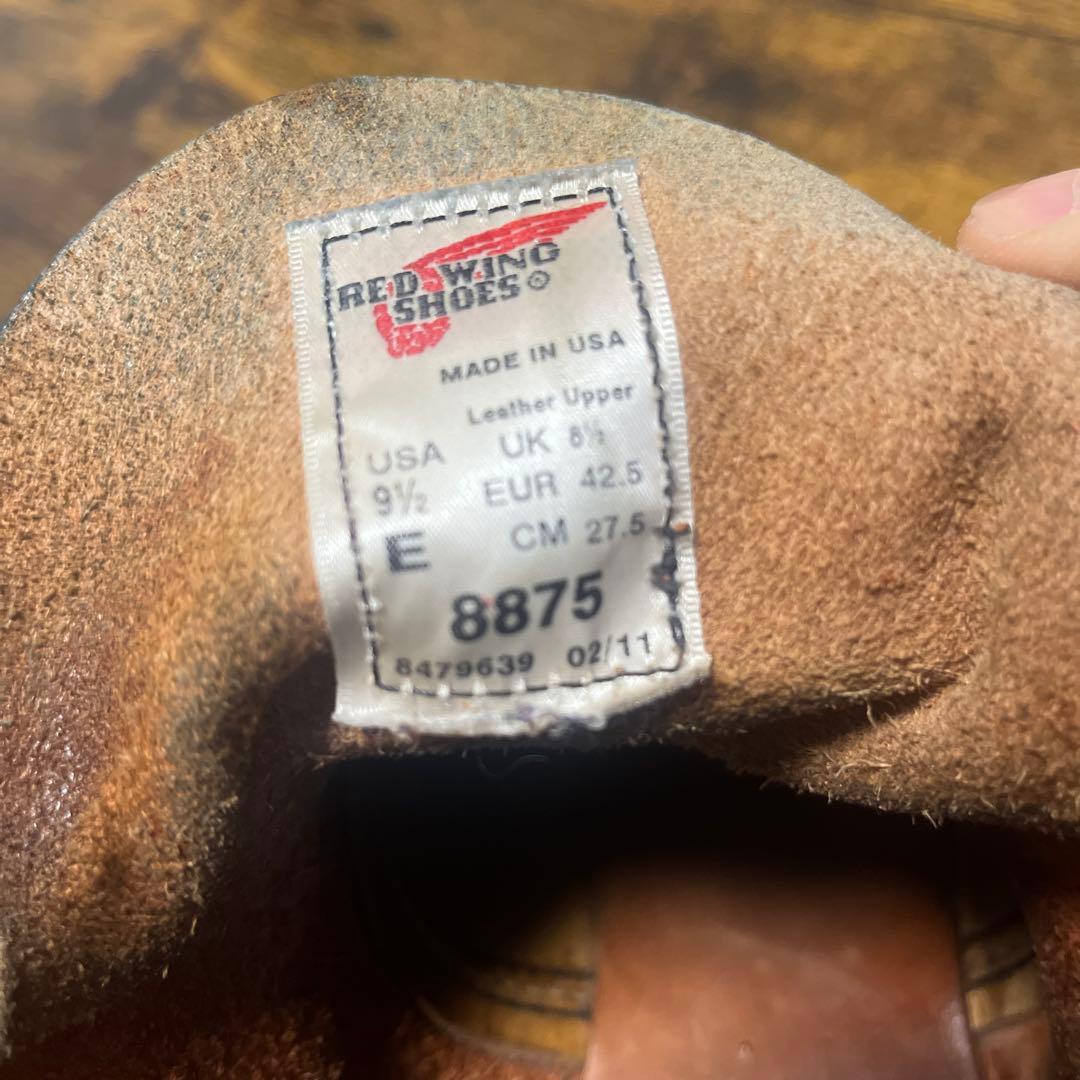 RED WING
SHOES®
MADE IN USA
Leather Upper
USA UK 8½
9½ EUR 42.5
E CM 27.5
8875
8479639 02/11